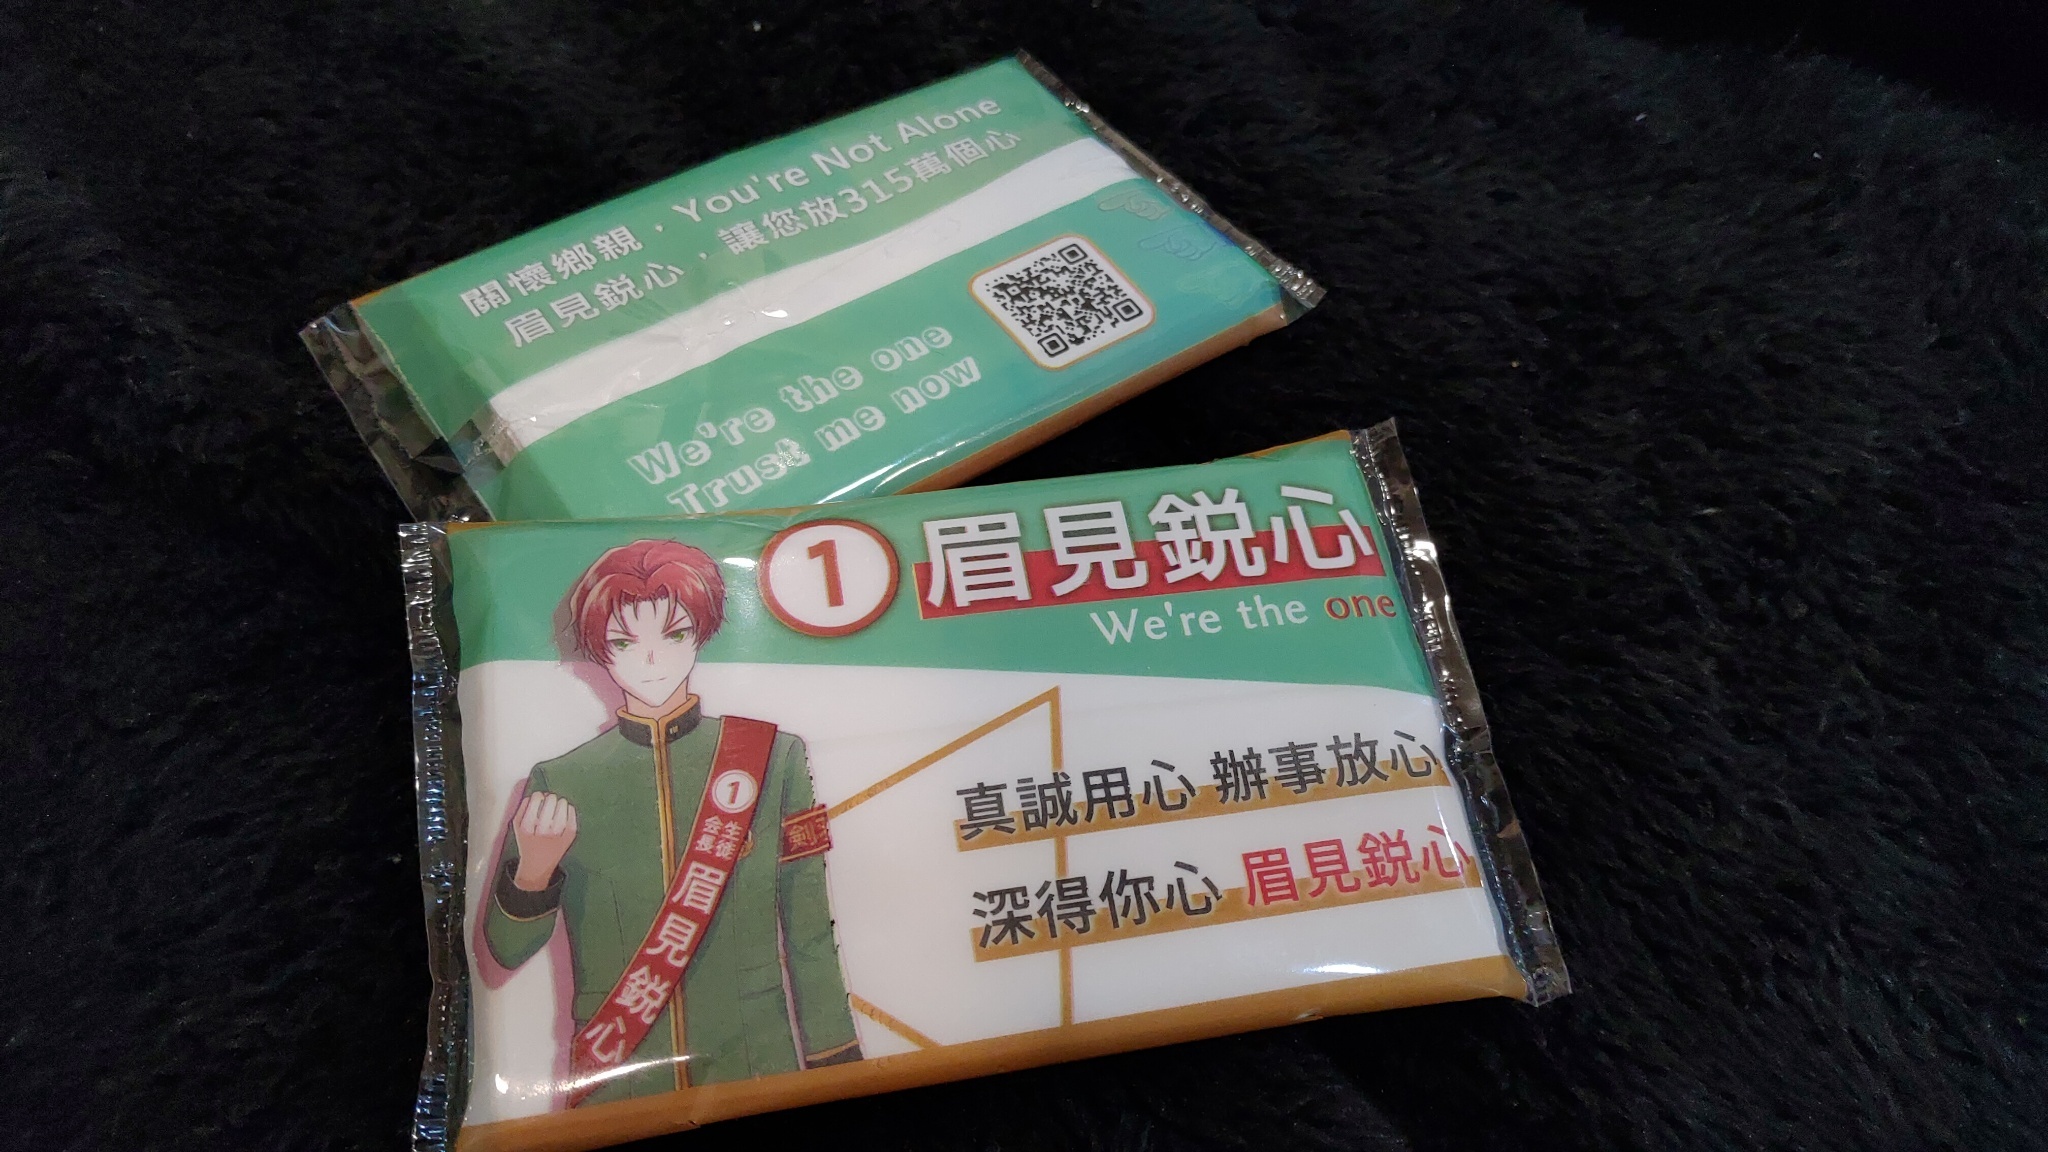 關懷鄉親，You're Not Alone
眉見鋭心，讓您放315萬個心
We're the one
Trust me now
1 眉見鋭心
We're the one
真誠用心 辦事放心
深得你心 眉見鋭心
1
生徒
会長
眉見鋭心
剣